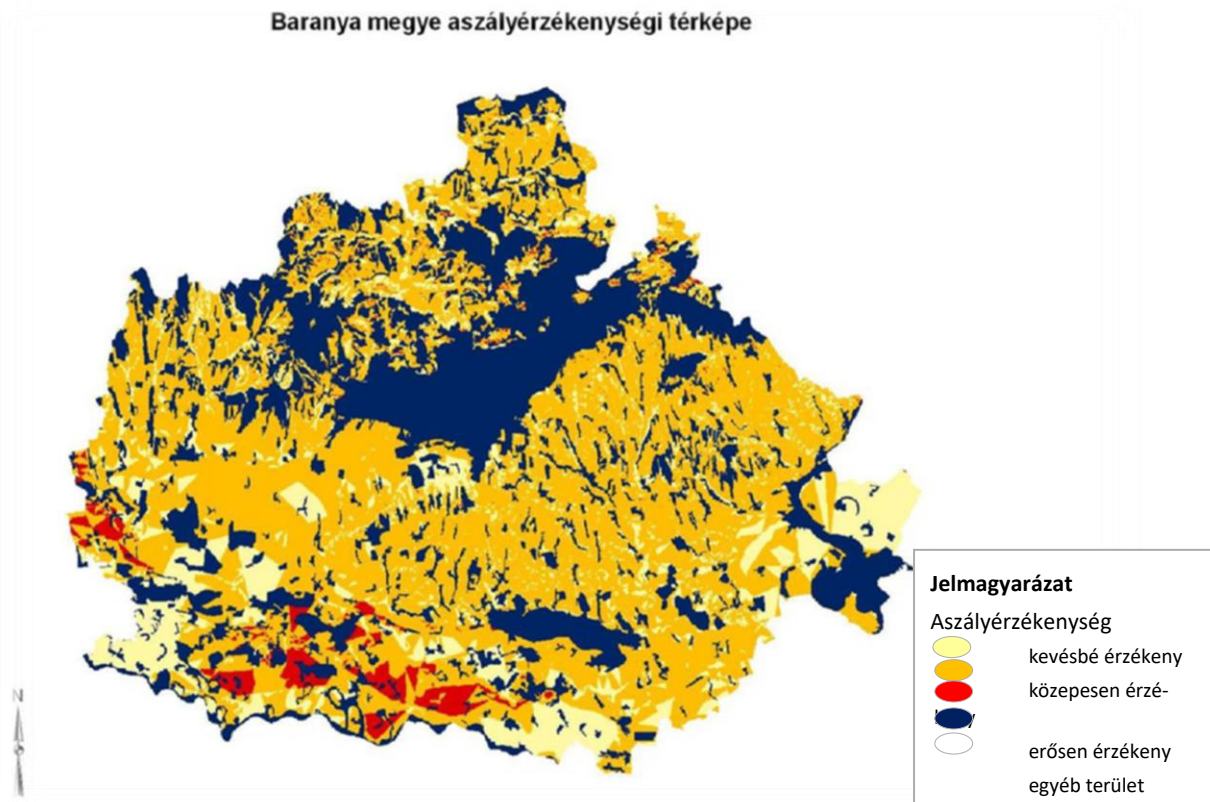 Baranya megye aszályérzékenységi térképe
N
Jelmagyarázat
Aszályérzékenység
kevésbé érzékeny
közepesen érzé-
erősen érzékeny
egyéb terület